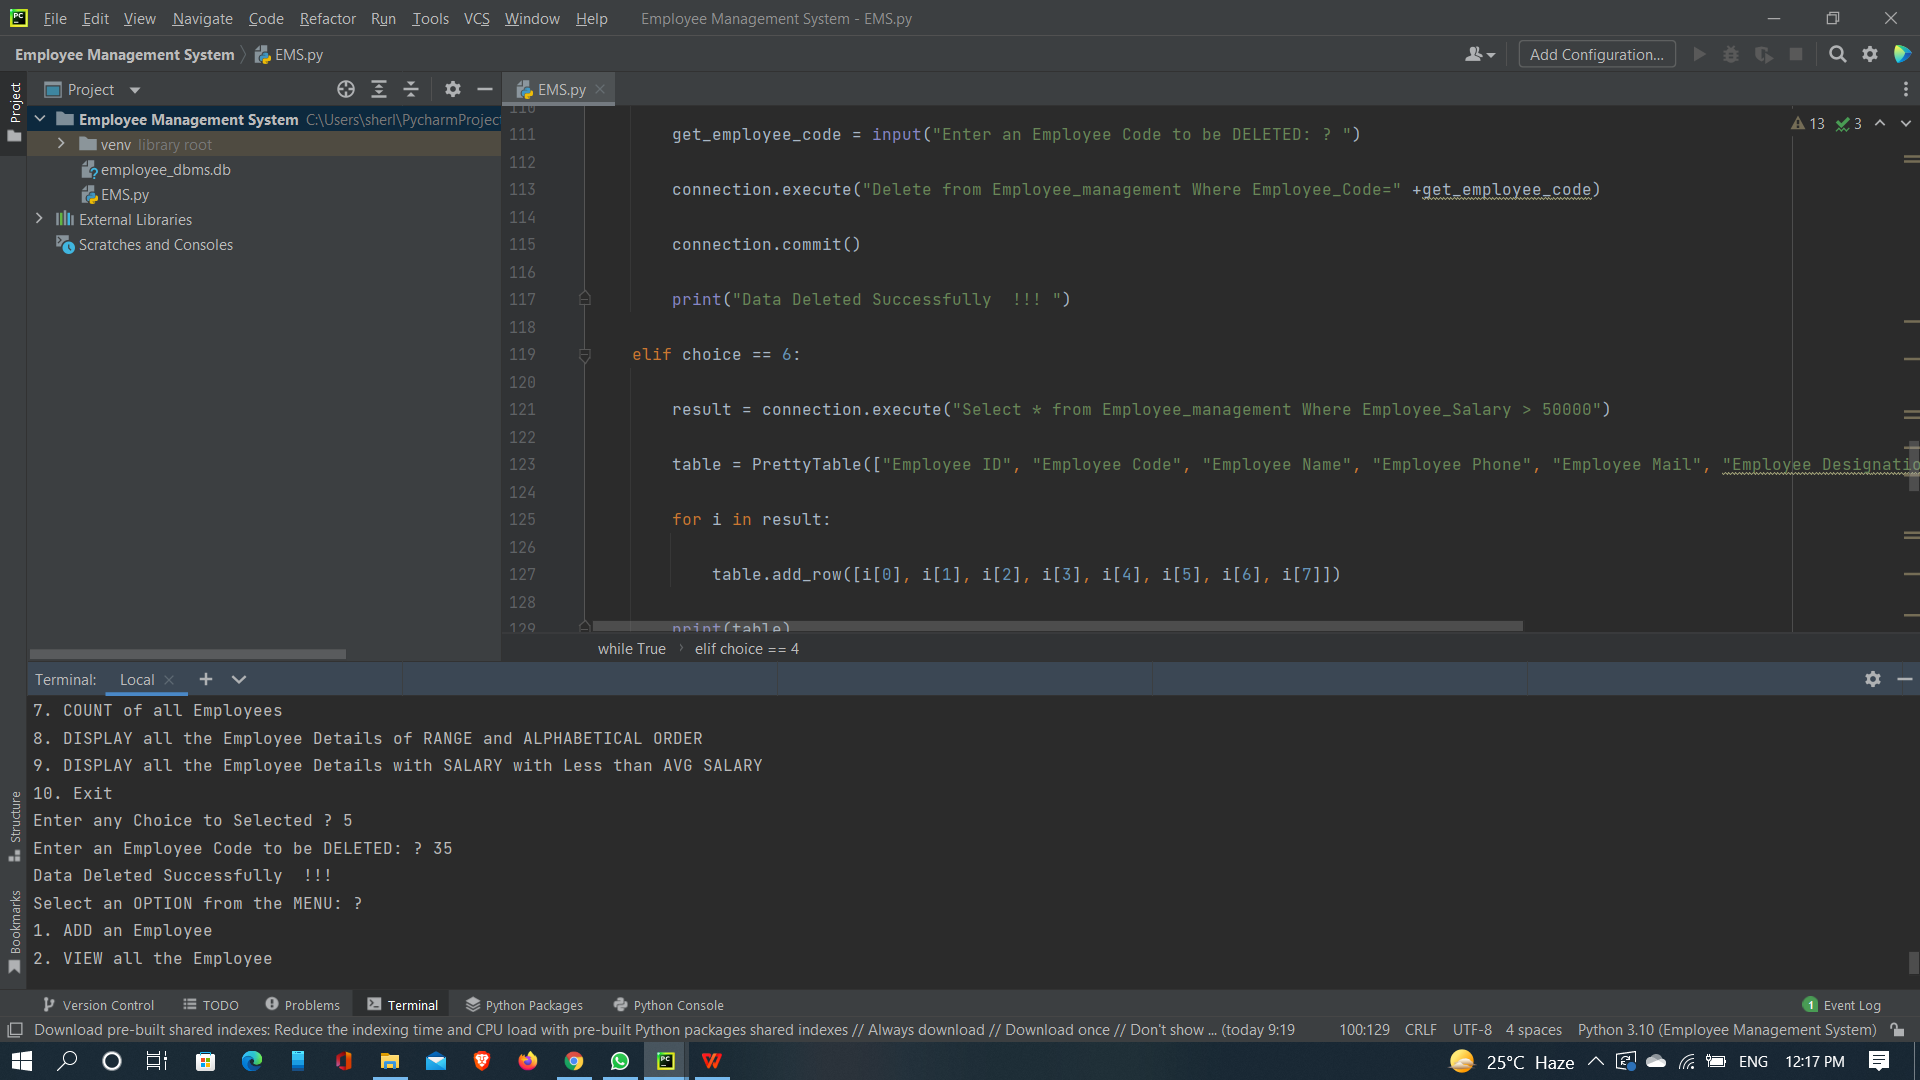 File Edit View Navigate Code Refactor Run Tools VCS Window Help Employee Management System - EMS.py
Employee Management System EMS.py Add Configuration...
Project
Project
EMS.py
Employee Management System C:\Users\sherl\PycharmProjec
venv library root
employee_dbms.db
EMS.py
External Libraries
Scratches and Consoles
13 3
110
111 get_employee_code = input("Enter an Employee Code to be DELETED: ? ")
112
113 connection.execute("Delete from Employee_management Where Employee_Code=" +get_employee_code)
114
115 connection.commit()
116
117 print("Data Deleted Successfully  !!! ")
118
119 elif choice == 6:
120
121 result = connection.execute("Select * from Employee_management Where Employee_Salary > 50000")
122
123 table = PrettyTable(["Employee ID", "Employee Code", "Employee Name", "Employee Phone", "Employee Mail", "Employee Designatio
124
125 for i in result:
126
127 table.add_row([i[0], i[1], i[2], i[3], i[4], i[5], i[6], i[7]])
128
129 print(table)
while True elif choice == 4
Terminal: Local
7. COUNT of all Employees
8. DISPLAY all the Employee Details of RANGE and ALPHABETICAL ORDER
9. DISPLAY all the Employee Details with SALARY with Less than AVG SALARY
10. Exit
Enter any Choice to Selected ? 5
Enter an Employee Code to be DELETED: ? 35
Data Deleted Successfully  !!!
Select an OPTION from the MENU: ?
1. ADD an Employee
2. VIEW all the Employee
Structure
Bookmarks
Version Control TODO Problems Terminal Python Packages Python Console 1 Event Log
Download pre-built shared indexes: Reduce the indexing time and CPU load with pre-built Python packages shared indexes // Always download // Download once // Don't show ... (today 9:19 100:129 CRLF UTF-8 4 spaces Python 3.10 (Employee Management System)
25°C Haze ENG 12:17 PM